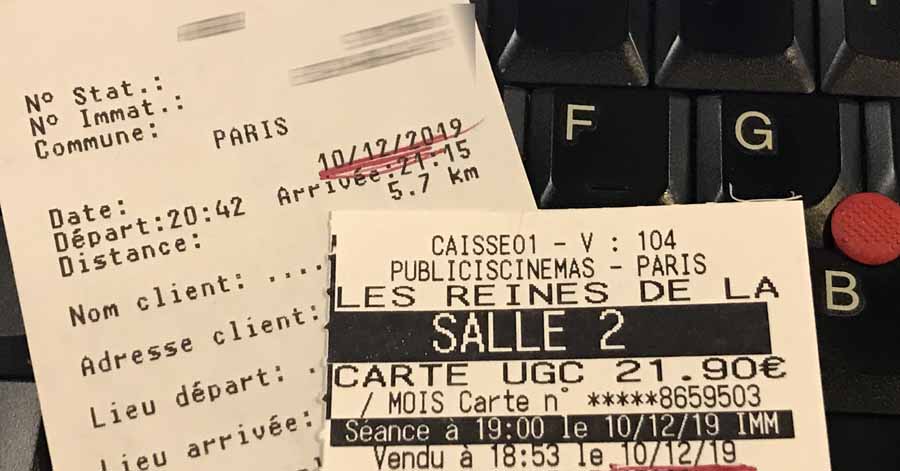 Nº Stat.:
Nº Immat.:
Commune:
PARIS
Date:
10/12/2019
Départ:20:42
Arrivée:21:15
Distance:
5.7 km
Nom client: ....
Adresse client:
Lieu départ: .
Lieu arrivée:
CAISSE01 - V : 104
PUBLICISCINEMAS - PARIS
LES REINES DE LA
SALLE 2
CARTE UGC 21.90€
/ MOIS Carte n° *****8659503
Séance à 19:00 le 10/12/19 IMM
Vendu à 18:53 le 10/12/19
F
G
B